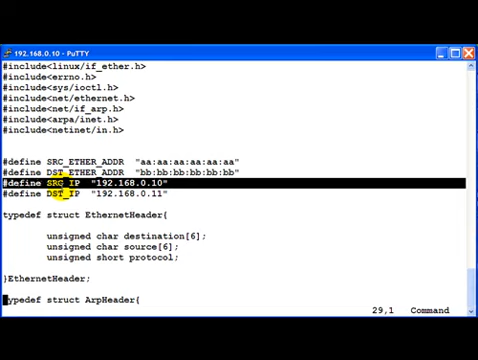 192.168.0.10 - PuTTY
#include<linux/if_ether.h>
#include<errno.h>
#include<sys/ioctl.h>
#include<net/ethernet.h>
#include<net/if_arp.h>
#include<arpa/inet.h>
#include<netinet/in.h>
#define SRC_ETHER_ADDR "aa:aa:aa:aa:aa:aa"
#define DST_ETHER_ADDR "bb:bb:bb:bb:bb:bb"
#define SRC_IP "192.168.0.10"
#define DST_IP "192.168.0.11"
typedef struct EthernetHeader{
unsigned char destination[6];
unsigned char source[6];
unsigned short protocol;
}EthernetHeader;
typedef struct ArpHeader{
29,1 Command